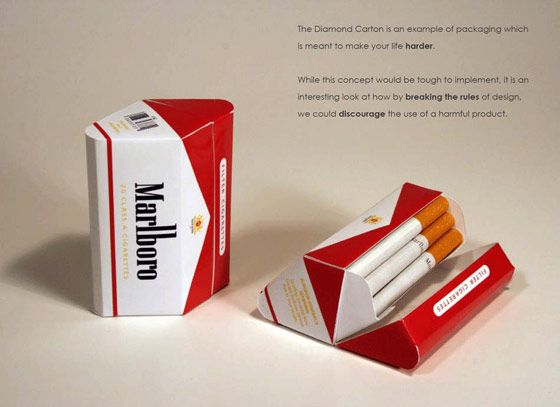 The Diamond Carton is an example of packaging which
is meant to make your life harder.
While this concept would be tough to implement, it is an
interesting look at how by breaking the rules of design,
we could discourage the use of a harmful product.
Marlboro
20 CLASS A CIGARETTES
FILTER CIGARETTES
FILTER CIGARETTES